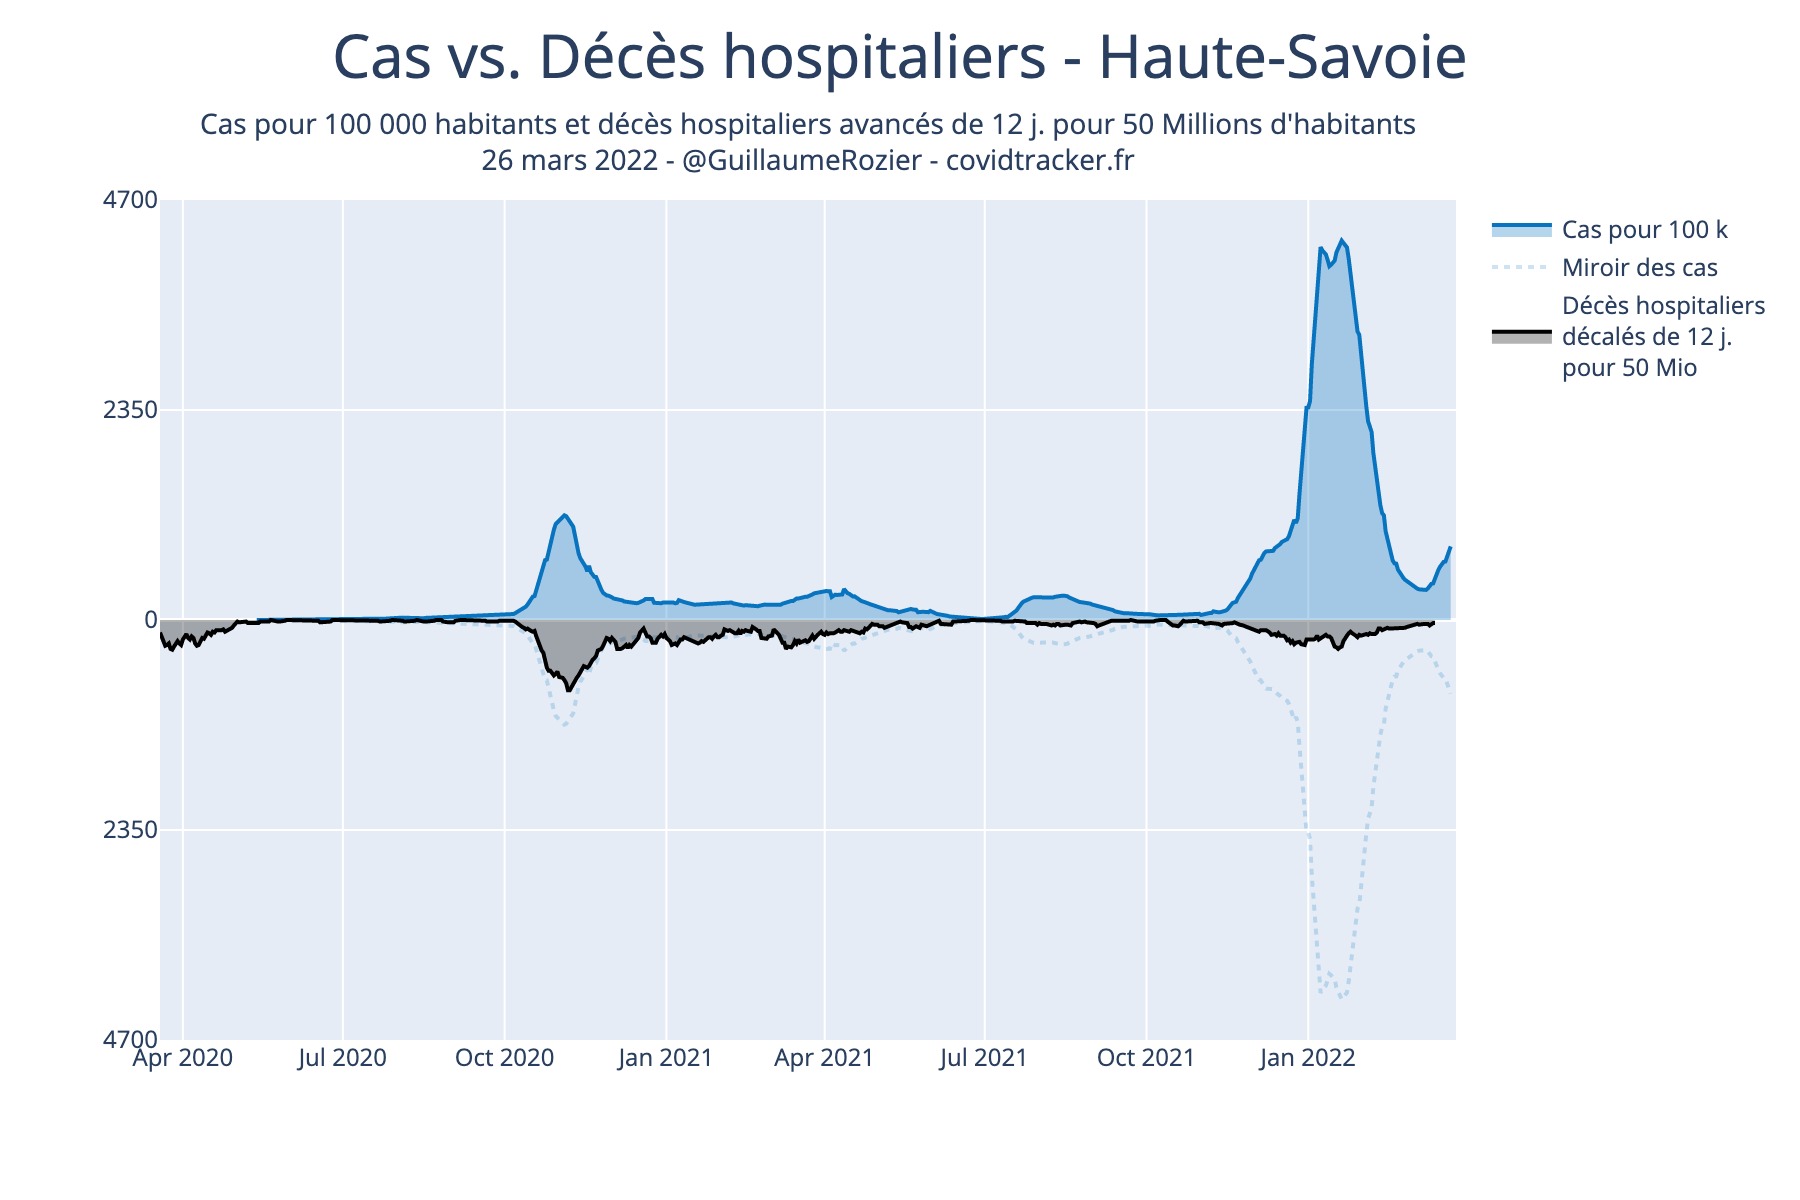 Cas vs. Décès hospitaliers - Haute-Savoie
Cas pour 100 000 habitants et décès hospitaliers avancés de 12 j. pour 50 Millions d'habitants
26 mars 2022 - @GuillaumeRozier - covidtracker.fr
4700
2350
0
2350
4700
Apr 2020
Jul 2020
Oct 2020
Jan 2021
Apr 2021
Jul 2021
Oct 2021
Jan 2022
Cas pour 100 k
Miroir des cas
Décès hospitaliers
décalés de 12 j.
pour 50 Mio